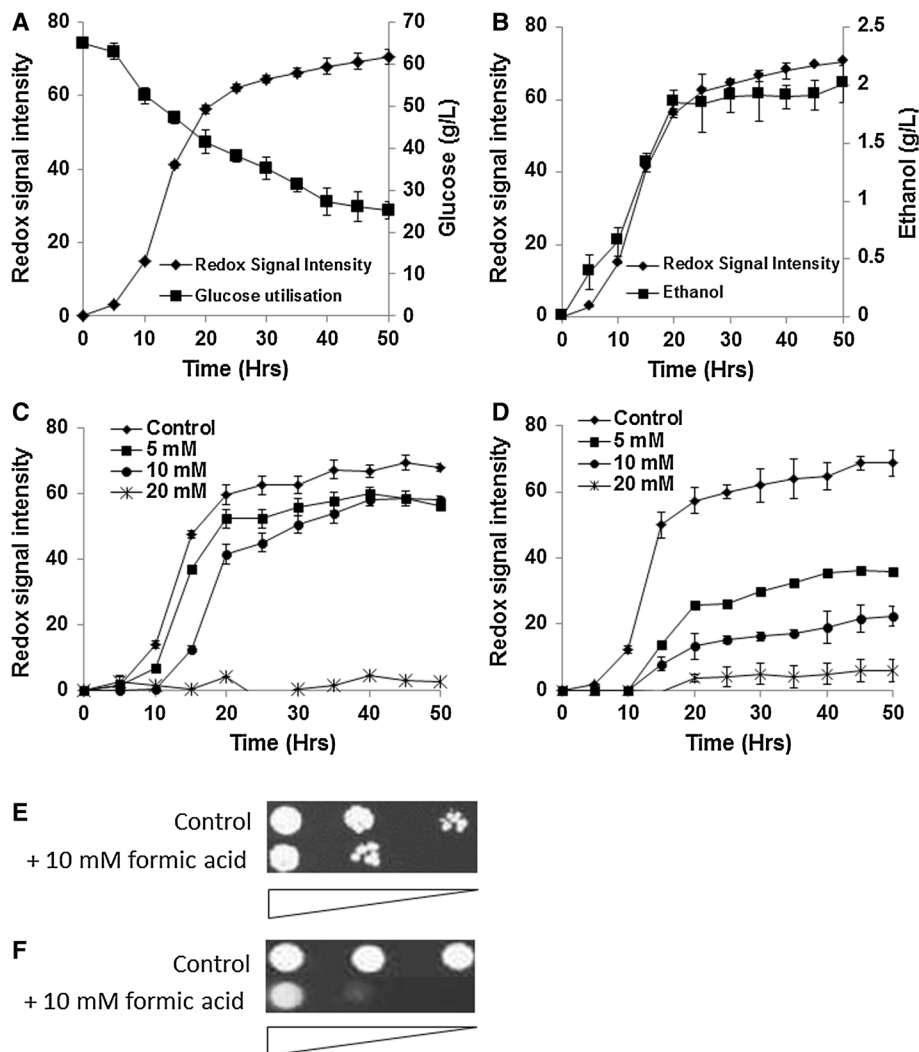 A
Redox signal intensity
80
60
40
20
0
70
60
50
40
30
20
10
0
Glucose (g/L)
Redox Signal Intensity
Glucose utilisation
0 10 20 30 40 50
Time (Hrs)
B
Redox signal intensity
80
60
40
20
0
2.5
2
1.5
1
0.5
0
Ethanol (g/L)
Redox Signal Intensity
Ethanol
0 10 20 30 40 50
Time (Hrs)
C
Redox signal intensity
80
60
40
20
0
Control
5 mM
10 mM
20 mM
0 10 20 30 40 50
Time (Hrs)
D
Redox signal intensity
80
60
40
20
0
Control
5 mM
10 mM
20 mM
0 10 20 30 40 50
Time (Hrs)
E
Control
+ 10 mM formic acid
F
Control
+ 10 mM formic acid